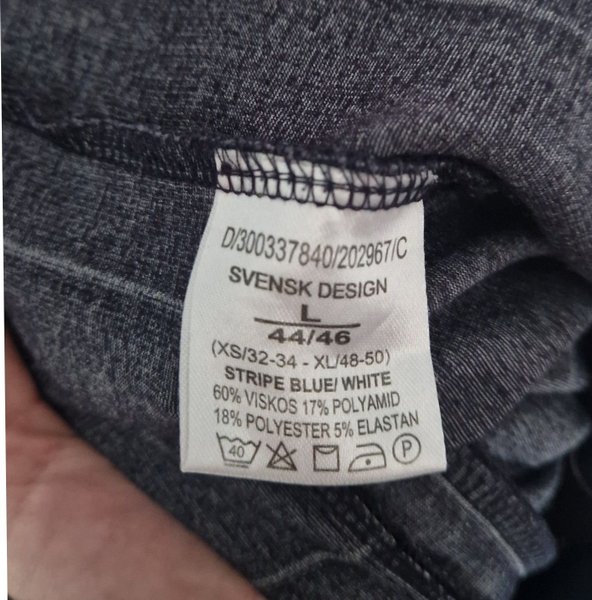 D/300337840/202967/C
SVENSK DESIGN
L
44/46
(XS/32-34 - XL/48-50)
STRIPE BLUE/ WHITE
60% VISKOS 17% POLYAMID
18% POLYESTER 5% ELASTAN
40 P